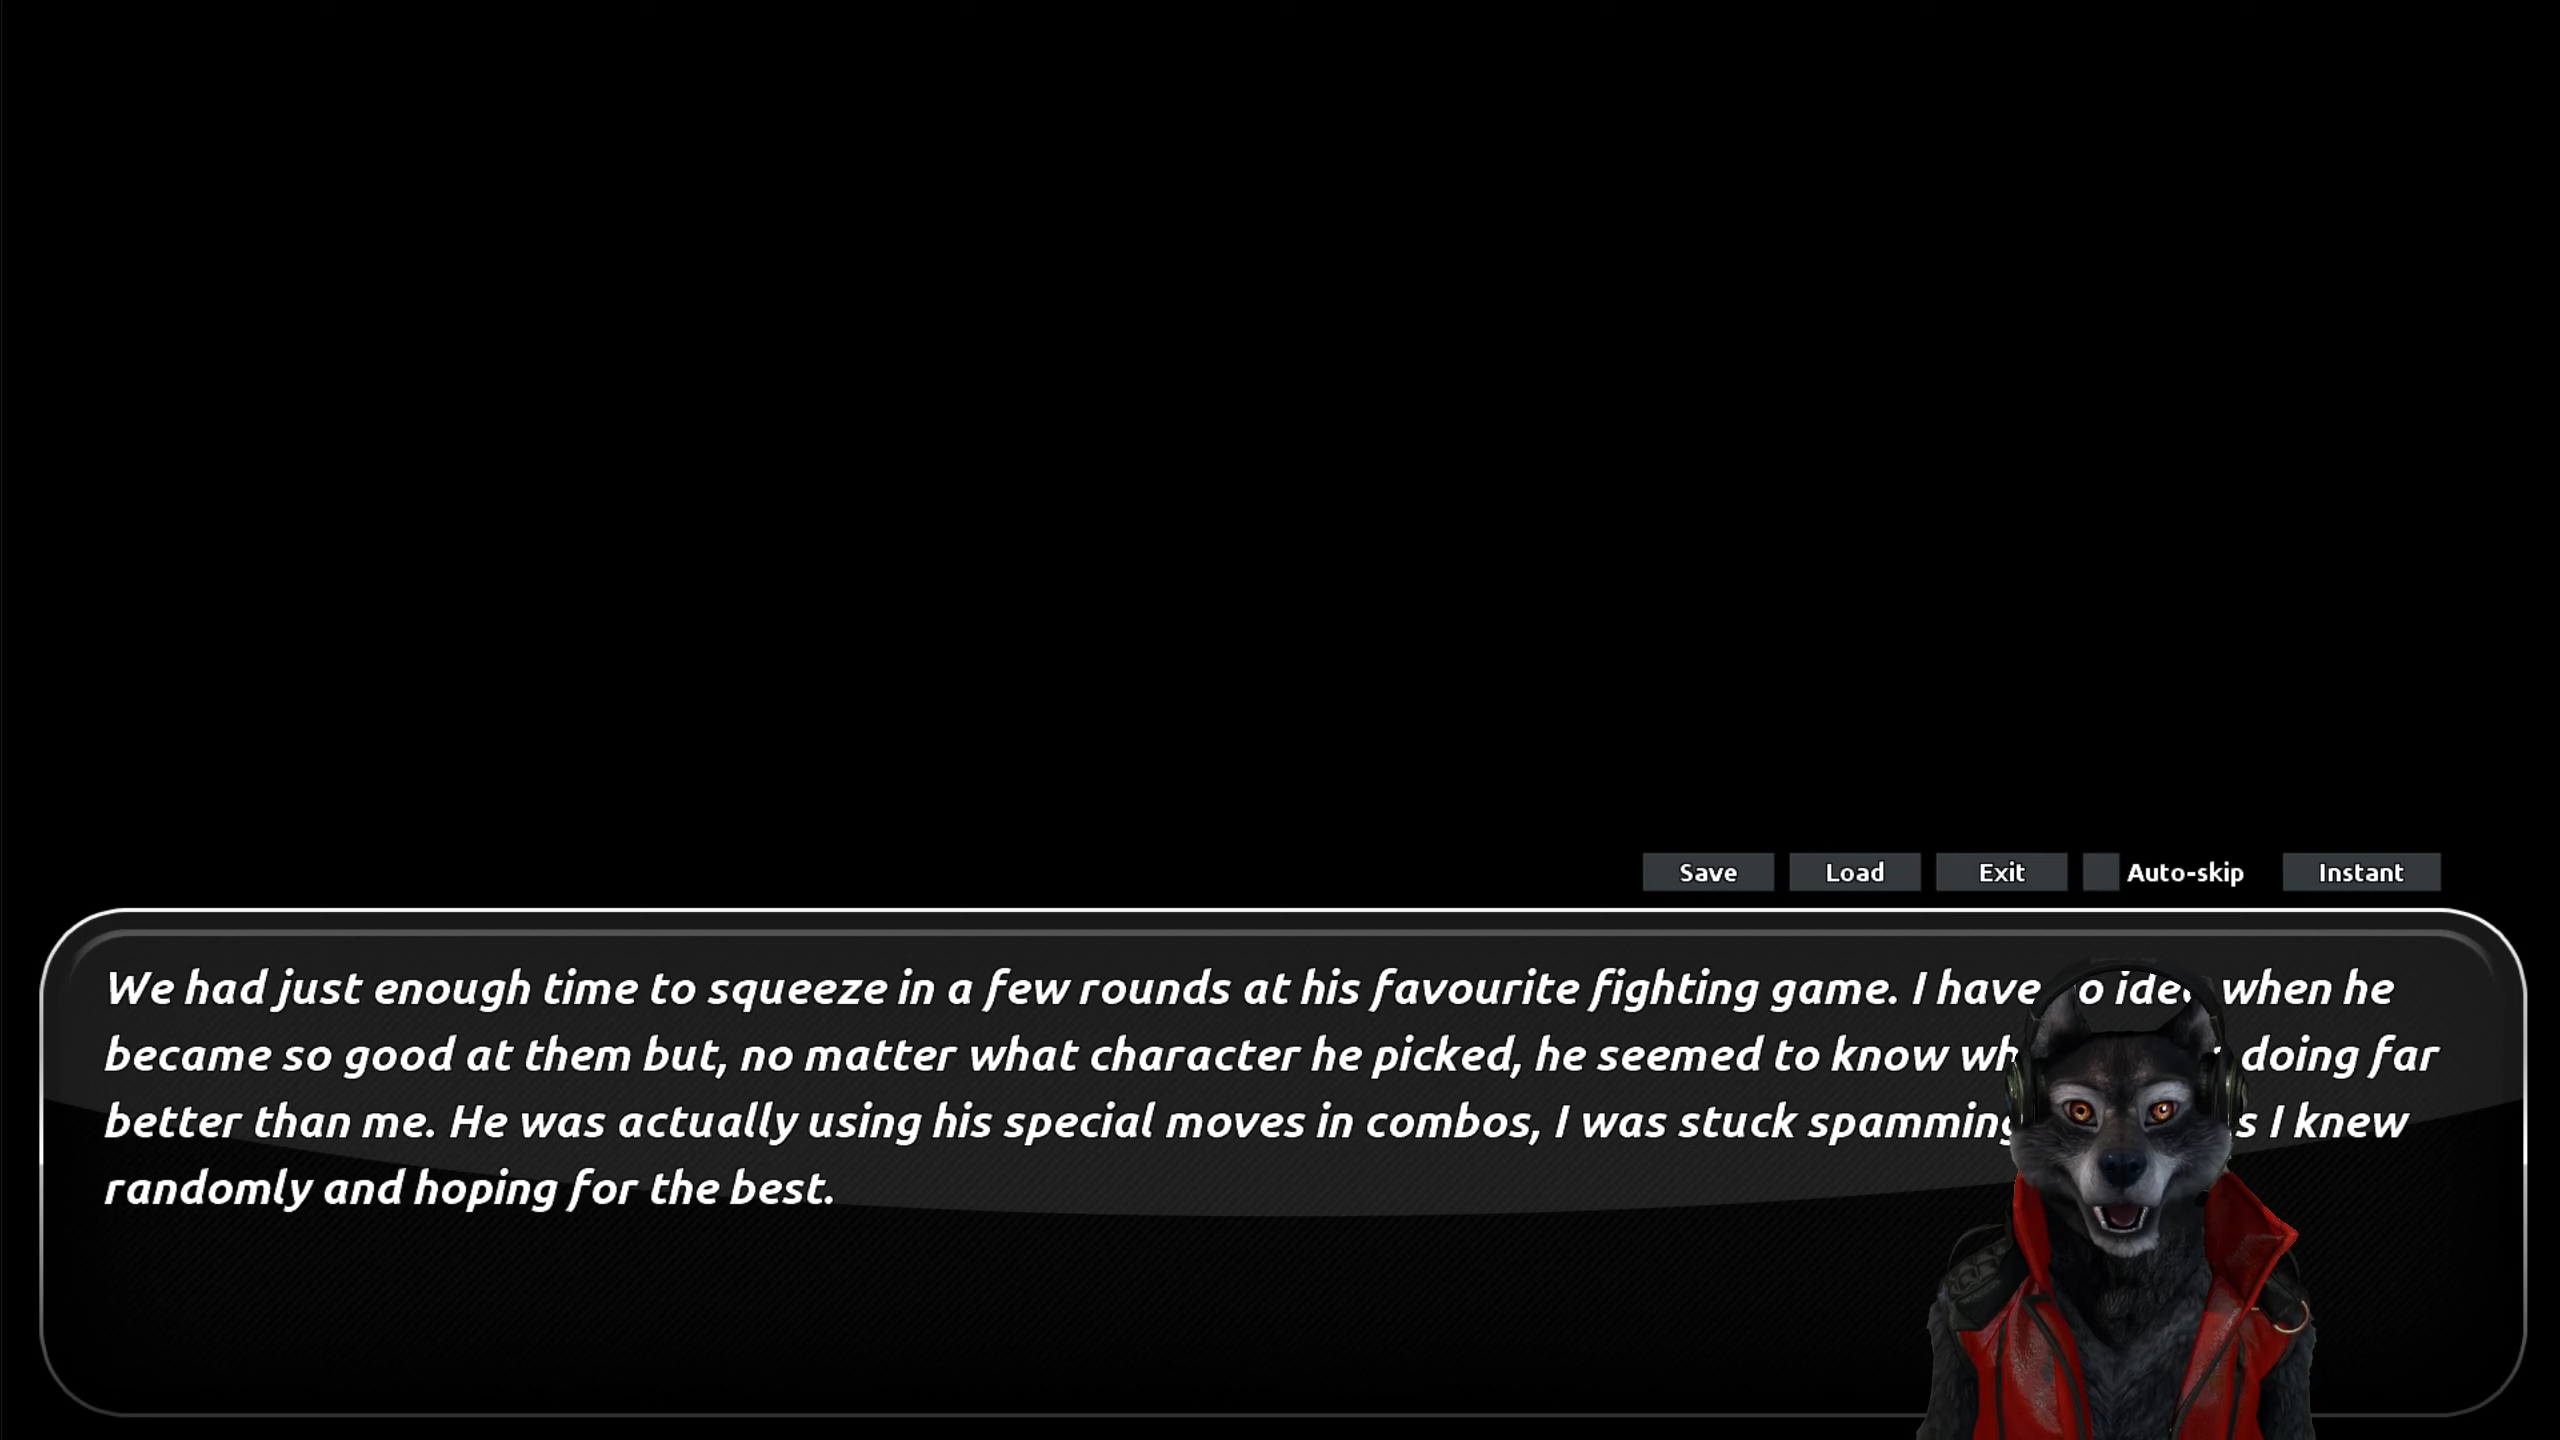 Save Load Exit Auto-skip Instant
We had just enough time to squeeze in a few rounds at his favourite fighting game. I have when he
became so good at them but, no matter what character he picked, he seemed to know doing far
better than me. He was actually using his special moves in combos, I was stuck spamming I knew
randomly and hoping for the best.